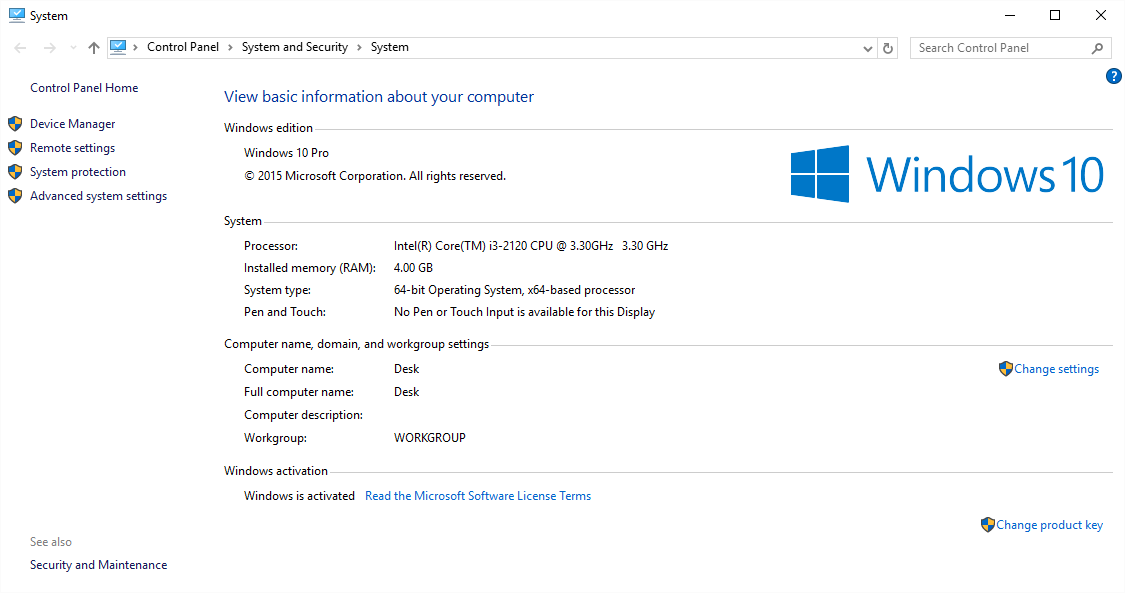 System
Control Panel › System and Security › System
Search Control Panel
?
Control Panel Home
Device Manager
Remote settings
System protection
Advanced system settings
View basic information about your computer
Windows edition
Windows 10 Pro
© 2015 Microsoft Corporation. All rights reserved.
Windows 10
System
Processor: Intel(R) Core(TM) i3-2120 CPU @ 3.30GHz 3.30 GHz
Installed memory (RAM): 4.00 GB
System type: 64-bit Operating System, x64-based processor
Pen and Touch: No Pen or Touch Input is available for this Display
Computer name, domain, and workgroup settings
Computer name: Desk
Change settings
Full computer name: Desk
Computer description:
Workgroup: WORKGROUP
Windows activation
Windows is activated Read the Microsoft Software License Terms
Change product key
See also
Security and Maintenance